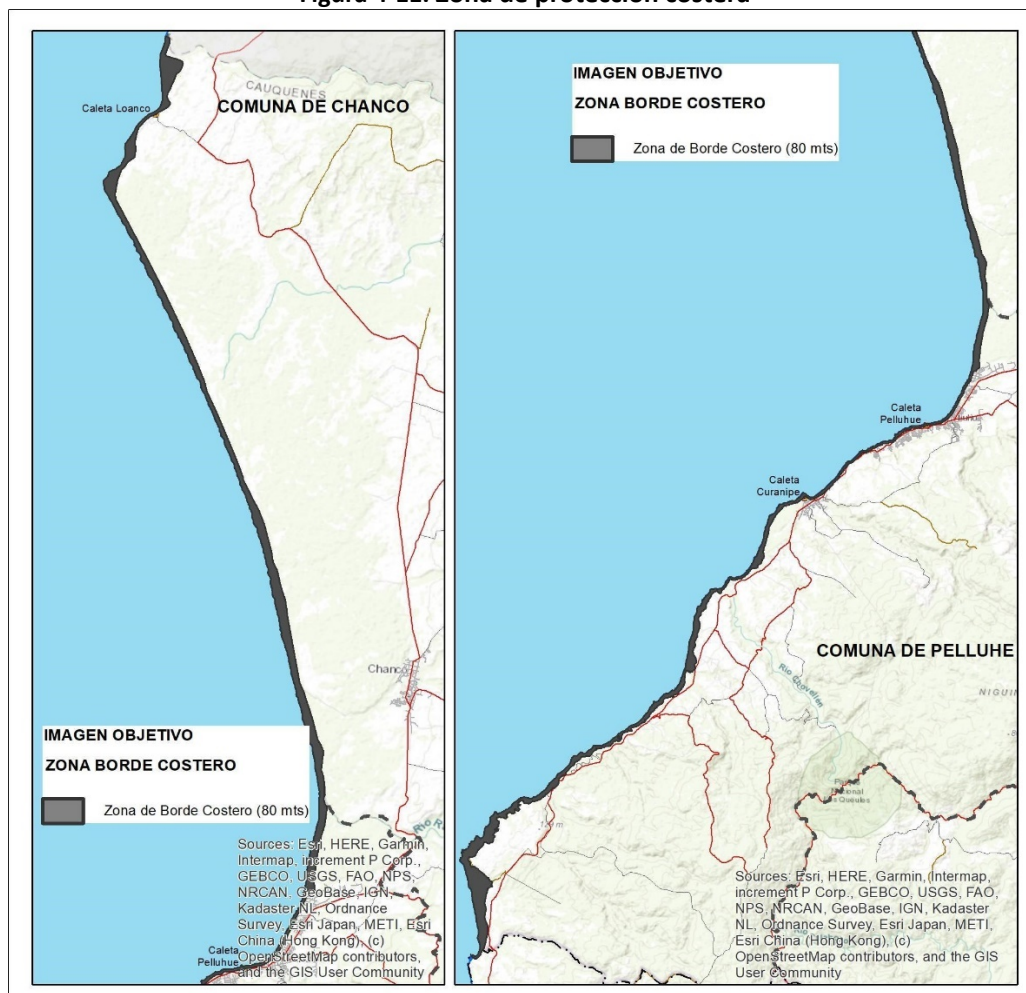 Figura 4-12. Zona de protección costera
CAUQUENES
COMUNA DE CHANCO
Caleta Loanco
Chanco
IMAGEN OBJETIVO
ZONA BORDE COSTERO
Zona de Borde Costero (80 mts)
Sources: Esri, HERE, Garmin,
Intermap, increment P Corp.,
GEBCO, USGS, FAO, NPS,
NRCAN, GeoBase, IGN,
Kadaster NL, Ordnance
Survey, Esri Japan, METI, Esri
China (Hong Kong), (c)
OpenStreetMap contributors,
and the GIS User Community
Caleta
Pelluhue
IMAGEN OBJETIVO
ZONA BORDE COSTERO
Zona de Borde Costero (80 mts)
Caleta
Pelluhue
Caleta
Curanipe
COMUNA DE PELLUHE
Río Chovellén
Sources: Esri, HERE, Garmin, Intermap,
increment P Corp., GEBCO, USGS, FAO,
NPS, NRCAN, GeoBase, IGN, Kadaster
NL, Ordnance Survey, Esri Japan, METI,
Esri China (Hong Kong), (c)
OpenStreetMap contributors, and the GIS
User Community